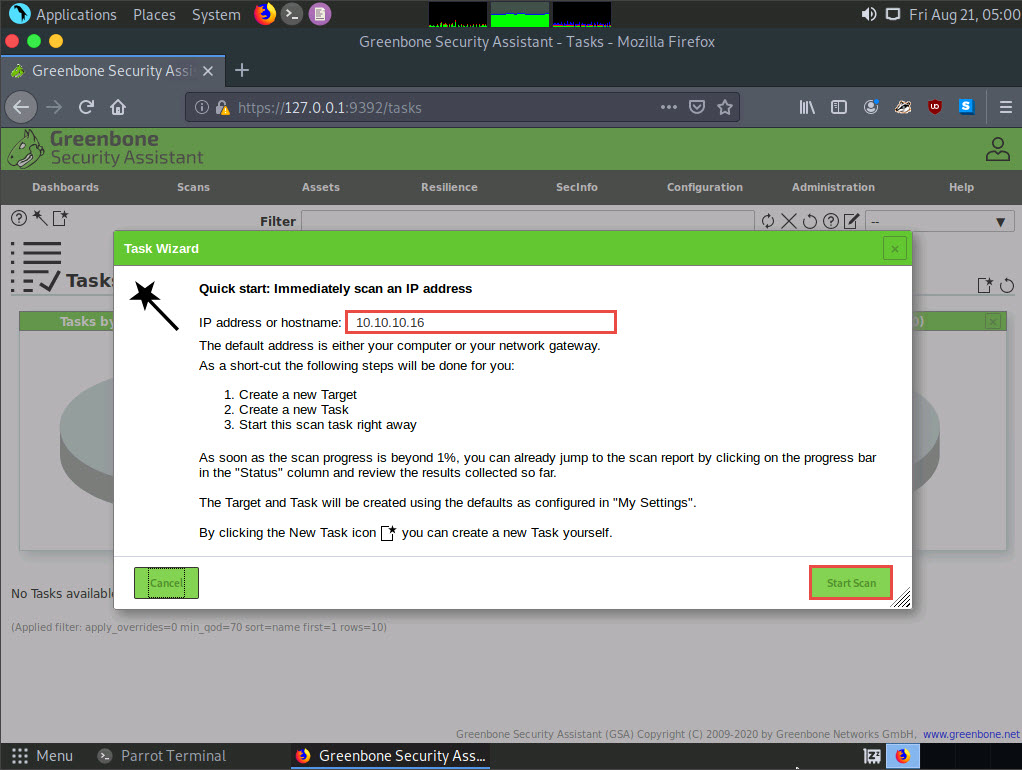 Applications Places System Fri Aug 21, 05:00
Greenbone Security Assistant - Tasks - Mozilla Firefox
Greenbone Security Assi
https://127.0.0.1:9392/tasks
Greenbone
Security Assistant
Dashboards Scans Assets Resilience SecInfo Configuration Administration Help
Filter --
Task Wizard ×
Tasks
Tasks by 0)
Quick start: Immediately scan an IP address
IP address or hostname: 10.10.10.16
The default address is either your computer or your network gateway.
As a short-cut the following steps will be done for you:
1. Create a new Target
2. Create a new Task
3. Start this scan task right away
As soon as the scan progress is beyond 1%, you can already jump to the scan report by clicking on the progress bar
in the "Status" column and review the results collected so far.
The Target and Task will be created using the defaults as configured in "My Settings".
By clicking the New Task icon you can create a new Task yourself.
Cancel Start Scan
No Tasks available
(Applied filter: apply_overrides=0 min_qod=70 sort=name first=1 rows=10)
Greenbone Security Assistant (GSA) Copyright (C) 2009-2020 by Greenbone Networks GmbH, www.greenbone.net
Menu Parrot Terminal Greenbone Security Ass...